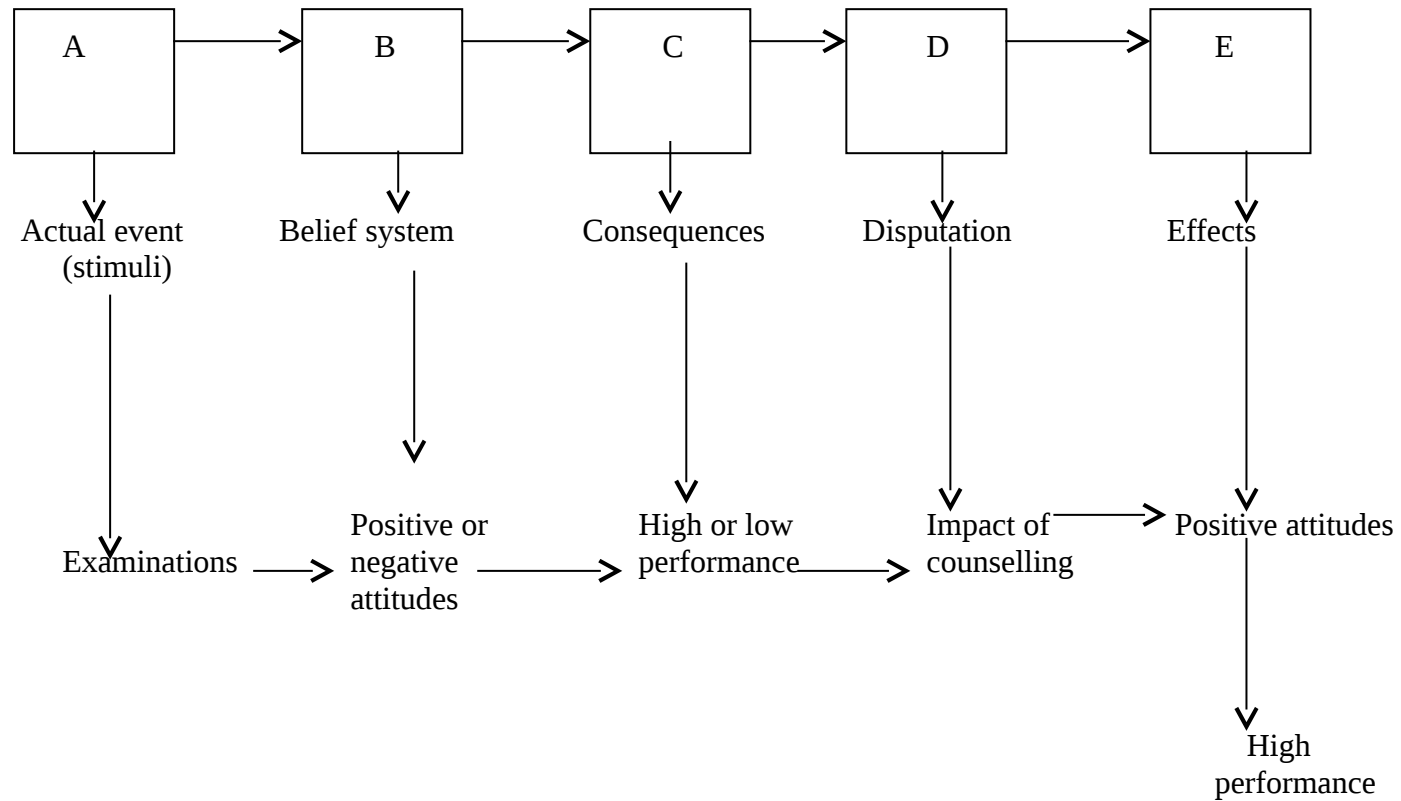 A
B
C
D
E
Actual event
(stimuli)
Belief system
Consequences
Disputation
Effects
Examinations
Positive or
negative
attitudes
High or low
performance
Impact of
counselling
Positive attitudes
High
performance